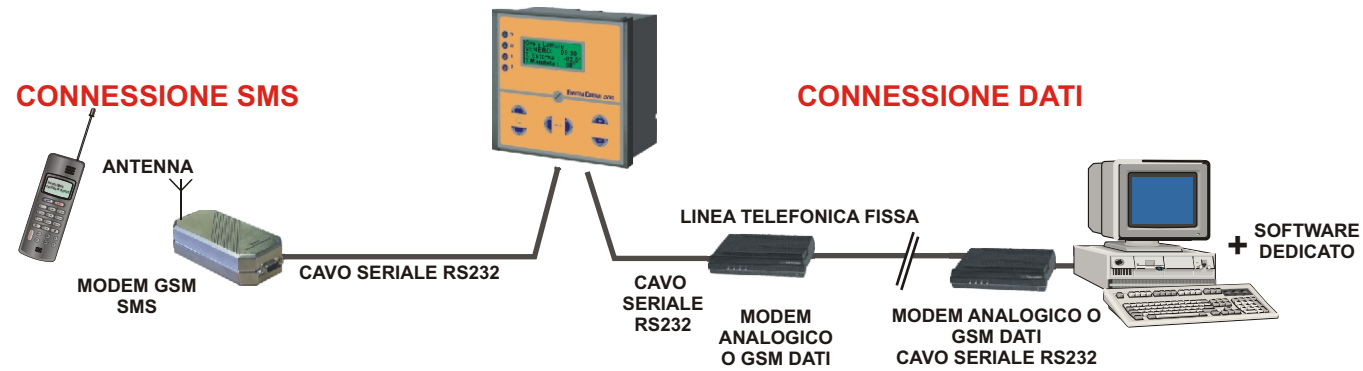 CONNESSIONE SMS
CONNESSIONE DATI
ANTENNA
MODEM GSM
SMS
CAVO SERIALE RS232
LINEA TELEFONICA FISSA
CAVO
SERIALE
RS232
MODEM
ANALOGICO
O GSM DATI
MODEM ANALOGICO O
GSM DATI
CAVO SERIALE RS232
+
SOFTWARE
DEDICATO